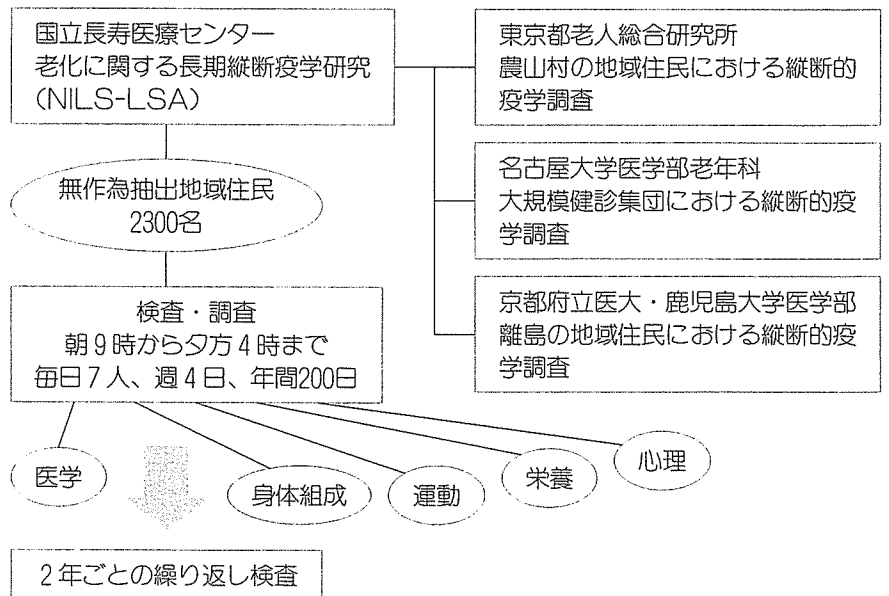 国立長寿医療センター
老化に関する長期縦断疫学研究
(NILS-LSA)
東京都老人総合研究所
農山村の地域住民における縦断的
疫学調査
無作為抽出地域住民
2300名
名古屋大学医学部老年科
大規模健診集団における縦断的疫
学調査
検査・調査
朝9時から夕方4時まで
毎日7人、週4日、年間200日
京都府立医大・鹿児島大学医学部
離島の地域住民における縦断的疫
学調査
医学
身体組成
運動
栄養
心理
2年ごとの繰り返し検査